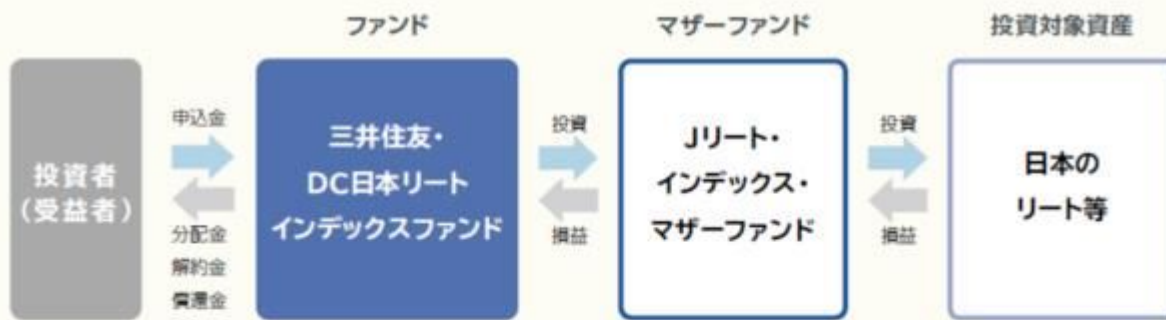 ファンド
マザーファンド
投資対象資産
投資者
（受益者）
申込金
分配金
解約金
償還金
三井住友・
DC日本リート
インデックスファンド
投資
損益
Jリート・
インデックス・
マザーファンド
投資
損益
日本の
リート等